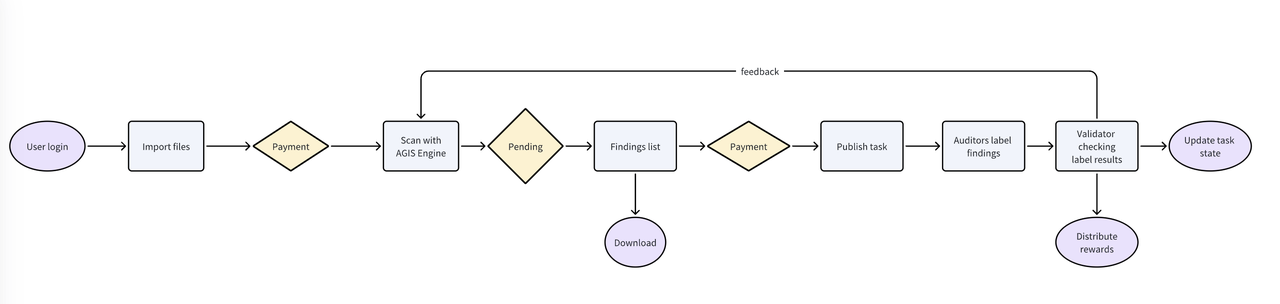 feedback
User login
Import files
Payment
Scan with
AGIS Engine
Pending
Findings list
Payment
Publish task
Auditors label
findings
Validator
checking
label results
Update task
state
Download
Distribute
rewards